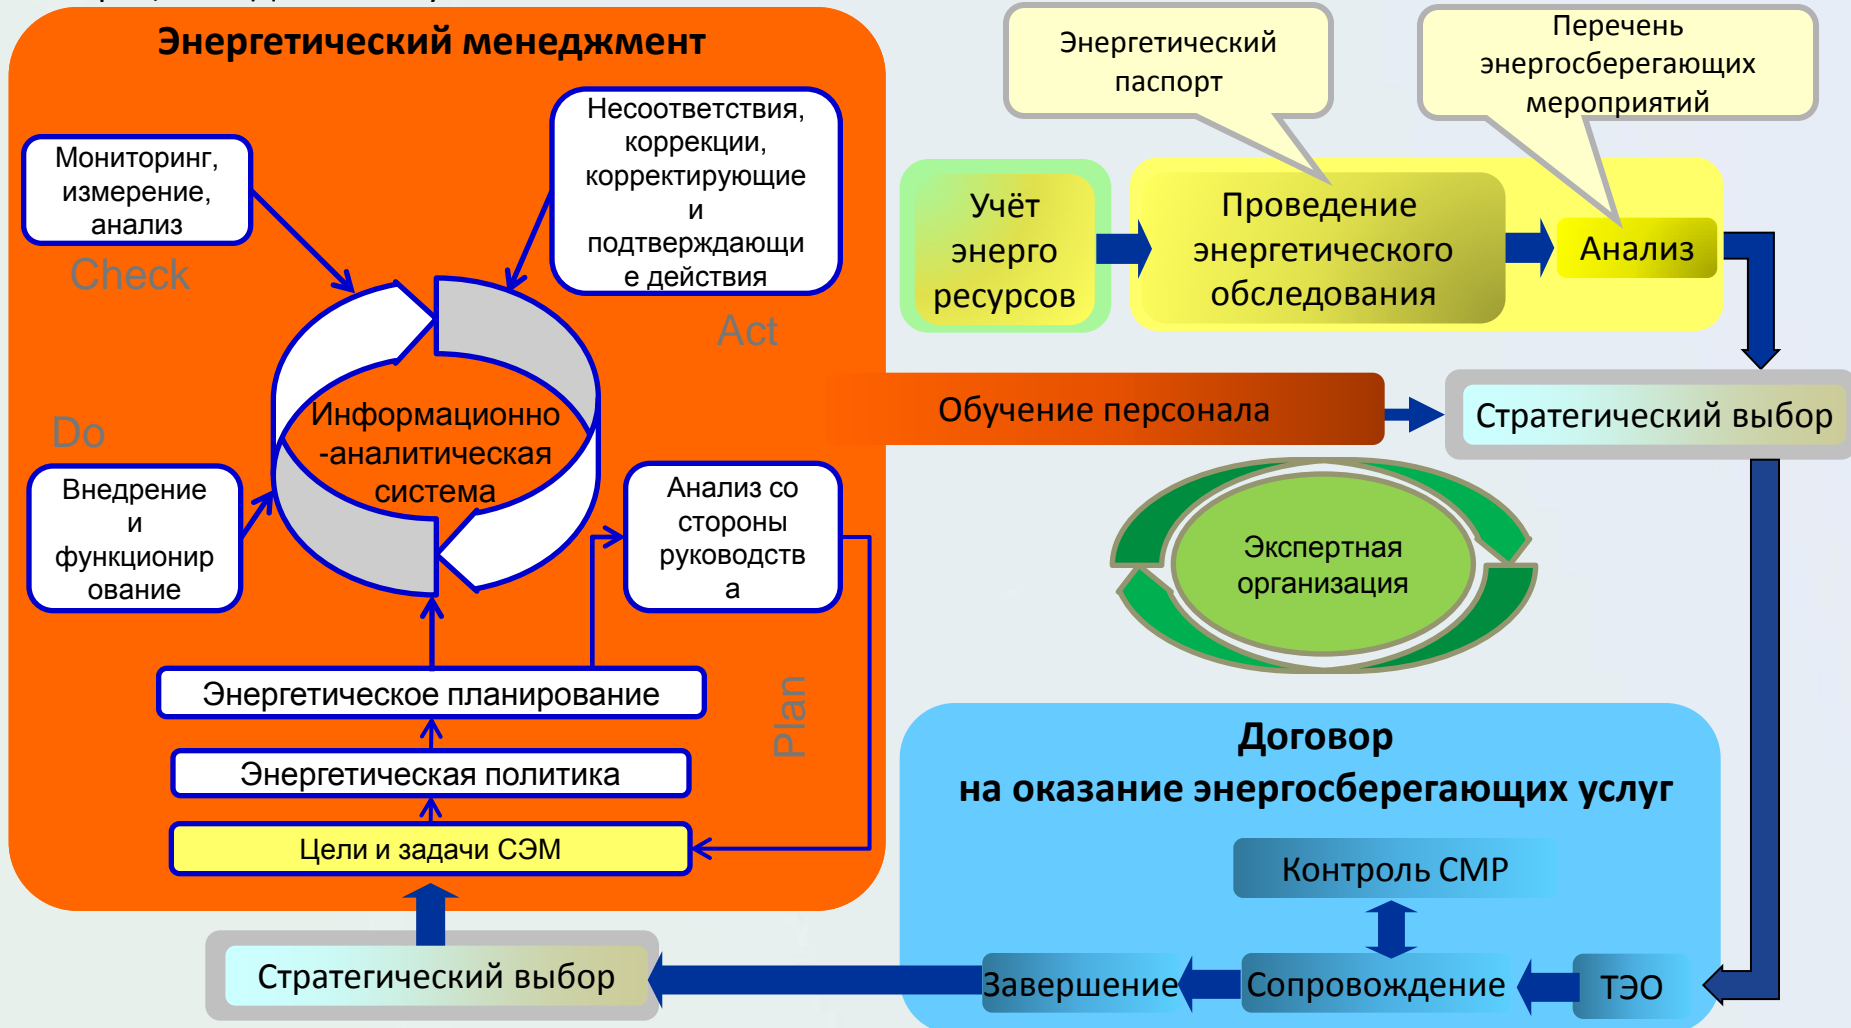 Энергетический менеджмент
Мониторинг,
измерение,
анализ
Check
Несоответствия,
коррекции,
корректирующие
и
подтверждающи
е действия
Act
Do
Информационно
-аналитическая
система
Внедрение
и
функционир
ование
Анализ со
стороны
руководств
а
Энергетическое планирование
Plan
Энергетическая политика
Цели и задачи СЭМ
Стратегический выбор
Энергетический
паспорт
Перечень
энергосберегающих
мероприятий
Учёт
энерго
ресурсов
Проведение
энергетического
обследования
Анализ
Обучение персонала
Стратегический выбор
Экспертная
организация
Договор
на оказание энергосберегающих услуг
Контроль СМР
Завершение
Сопровождение
ТЭО